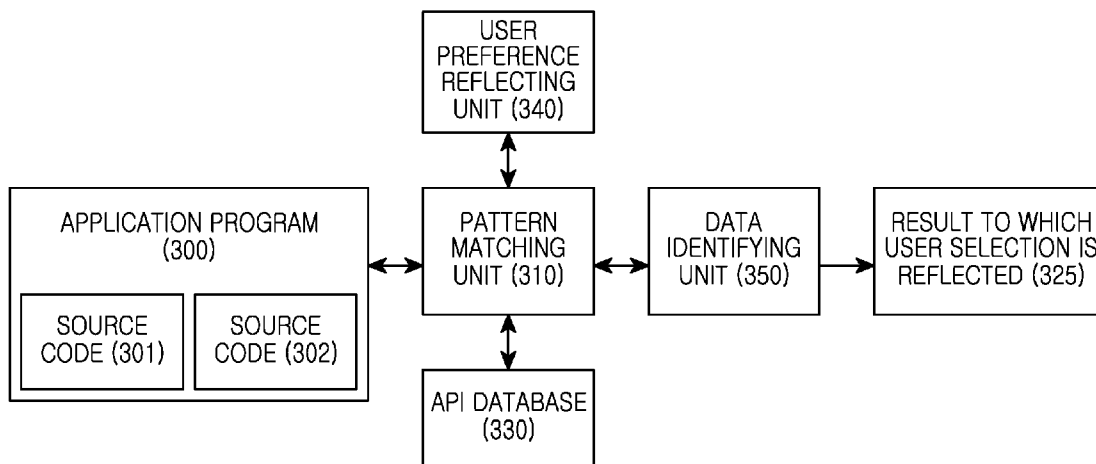 USER
PREFERENCE
REFLECTING
UNIT (340)
APPLICATION PROGRAM
(300)
SOURCE
CODE (301)
SOURCE
CODE (302)
PATTERN
MATCHING
UNIT (310)
DATA
IDENTIFYING
UNIT (350)
RESULT TO WHICH
USER SELECTION IS
REFLECTED (325)
API DATABASE
(330)